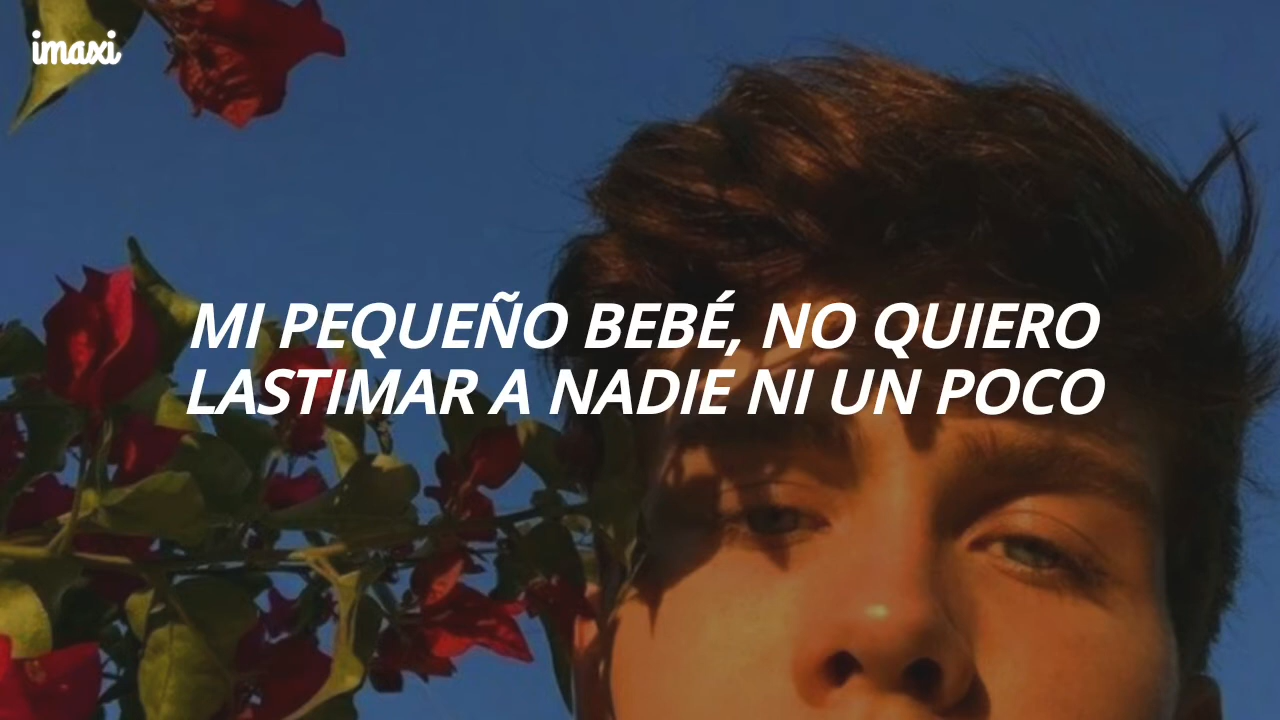 imaxi
MI PEQUEÑO BEBÉ, NO QUIERO
LASTIMAR A NADIE NI UN POCO